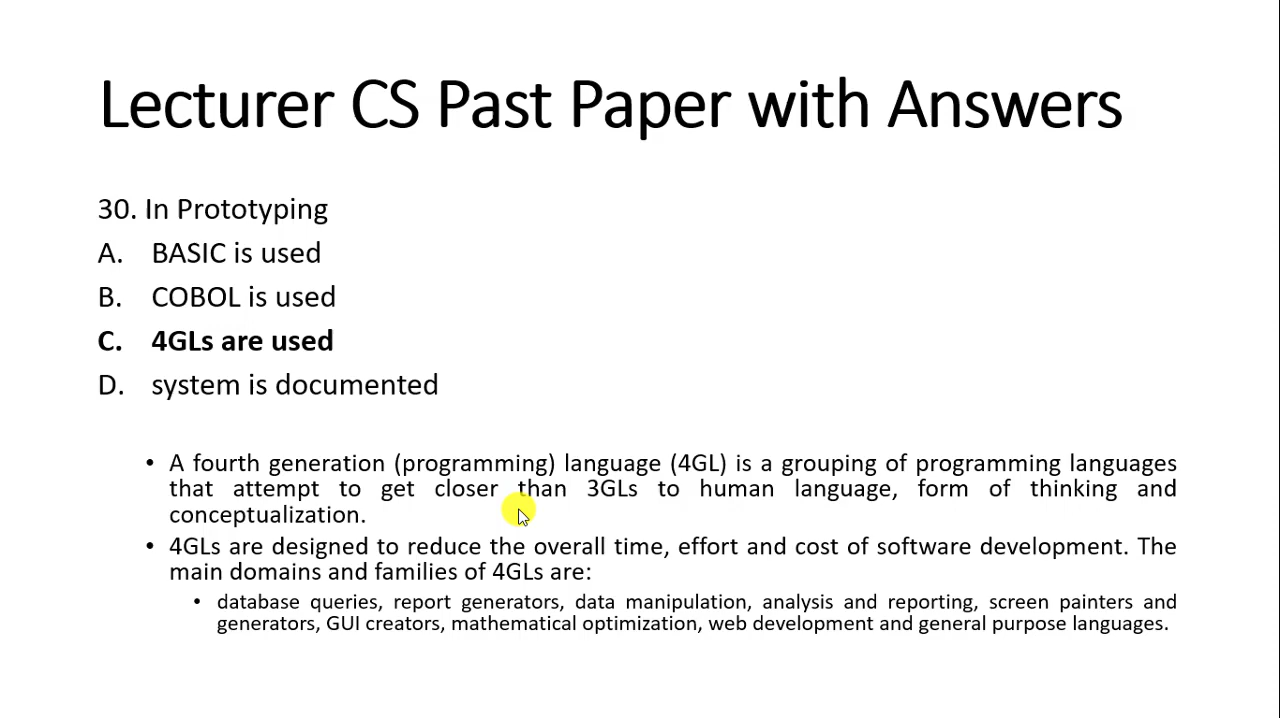 Lecturer CS Past Paper with Answers
30. In Prototyping
A. BASIC is used
B. COBOL is used
C. 4GLs are used
D. system is documented
• A fourth generation (programming) language (4GL) is a grouping of programming languages
that attempt to get closer than 3GLs to human language, form of thinking and
conceptualization.
• 4GLs are designed to reduce the overall time, effort and cost of software development. The
main domains and families of 4GLs are:
• database queries, report generators, data manipulation, analysis and reporting, screen painters and
generators, GUI creators, mathematical optimization, web development and general purpose languages.